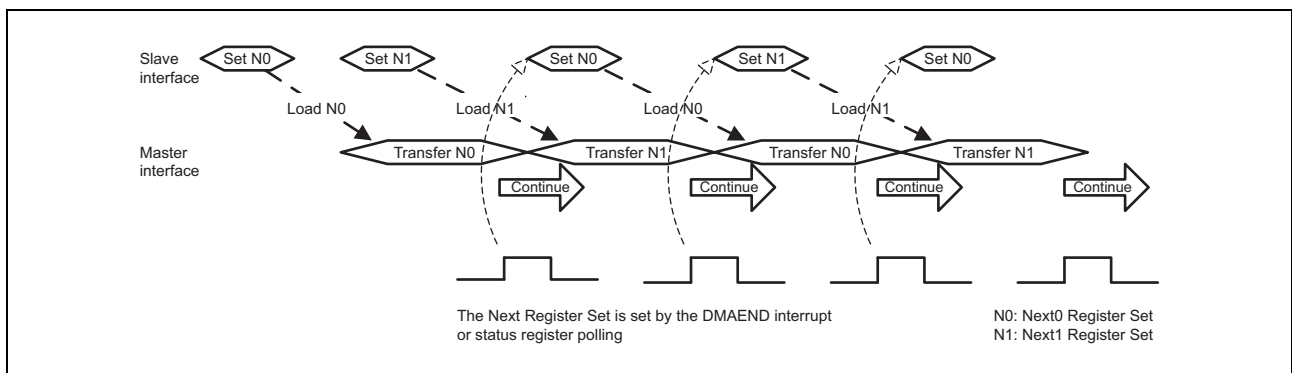 Slave
interface
Set N0
Set N1
Set N0
Set N1
Set N0
Load N0
Load N1
Load N0
Load N1
Master
interface
Transfer N0
Transfer N1
Transfer N0
Transfer N1
Continue
Continue
Continue
Continue
The Next Register Set is set by the DMAEND interrupt
or status register polling
N0: Next0 Register Set
N1: Next1 Register Set